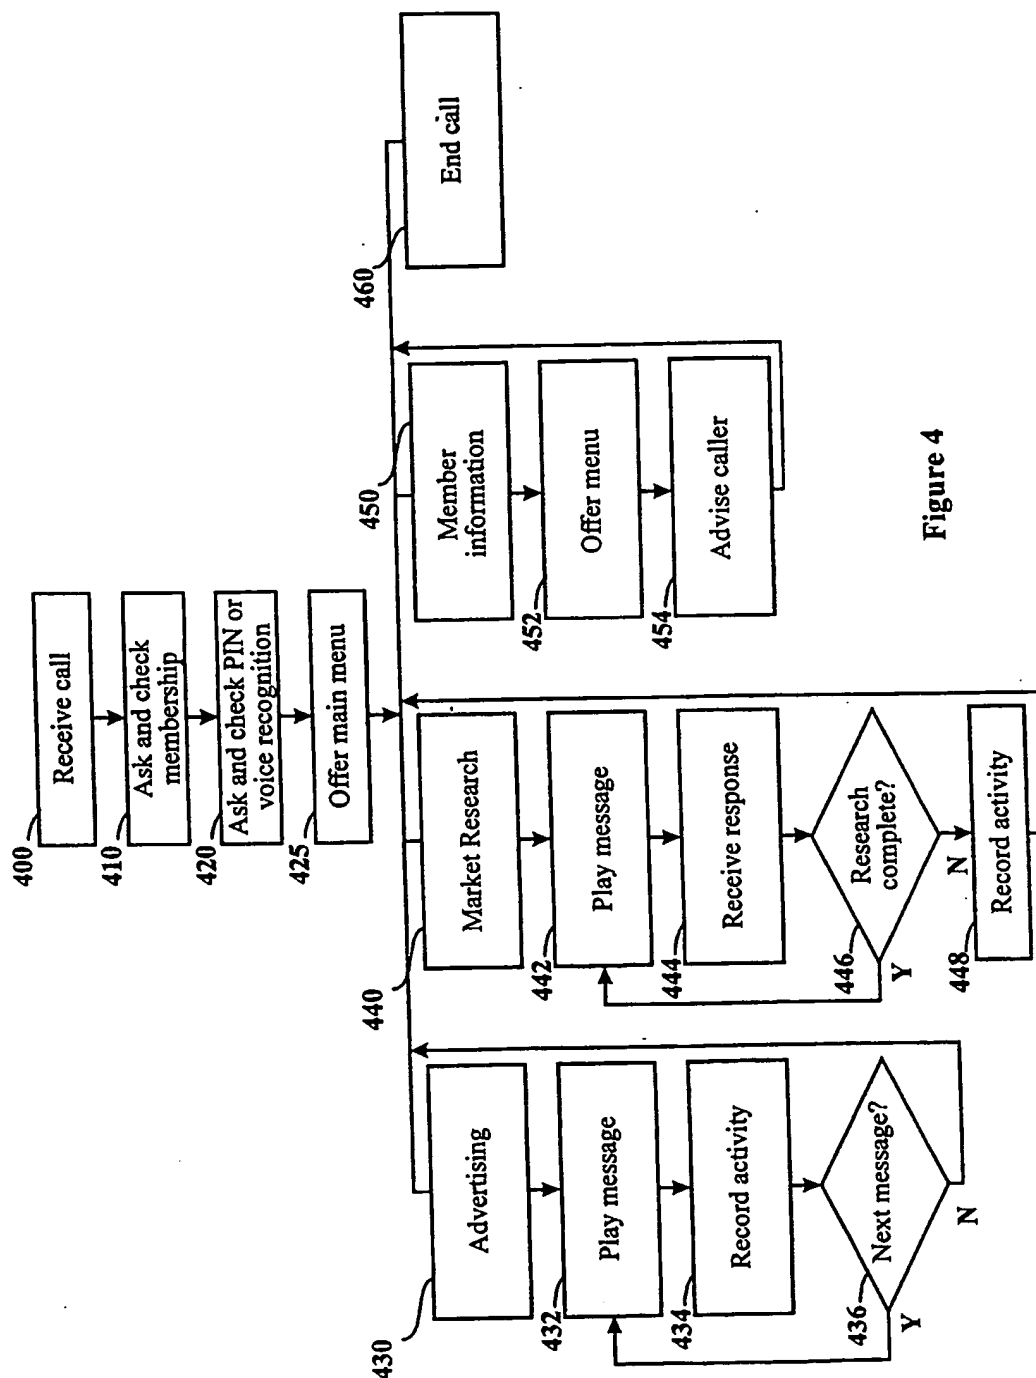 400
Receive call
410
Ask and check
membership
420
Ask and check PIN or
voice recognition
425
Offer main menu
430
Advertising
432
Play message
434
Record activity
436
Next message?
Y
N
440
Market Research
442
Play message
444
Receive response
446
Research
complete?
Y
N
448
Record activity
450
Member
information
452
Offer menu
454
Advise caller
460
End call
Figure 4